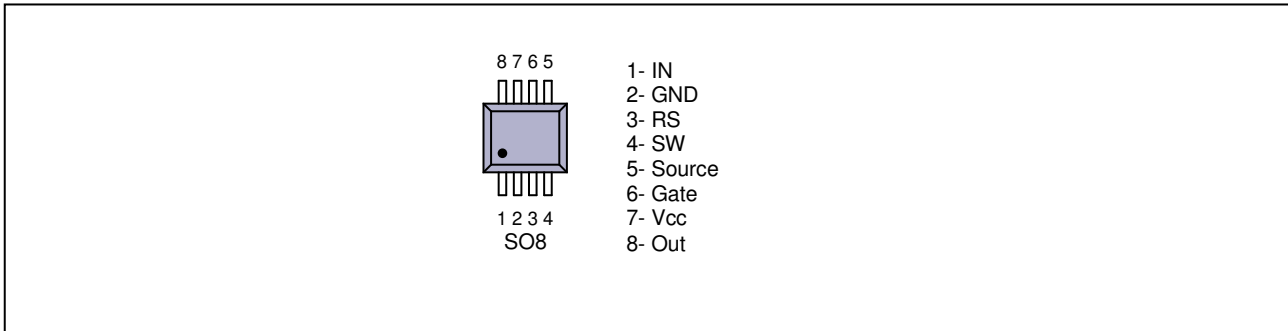 8 7 6 5
1 2 3 4
SO8
1- IN
2- GND
3- RS
4- SW
5- Source
6- Gate
7- Vcc
8- Out